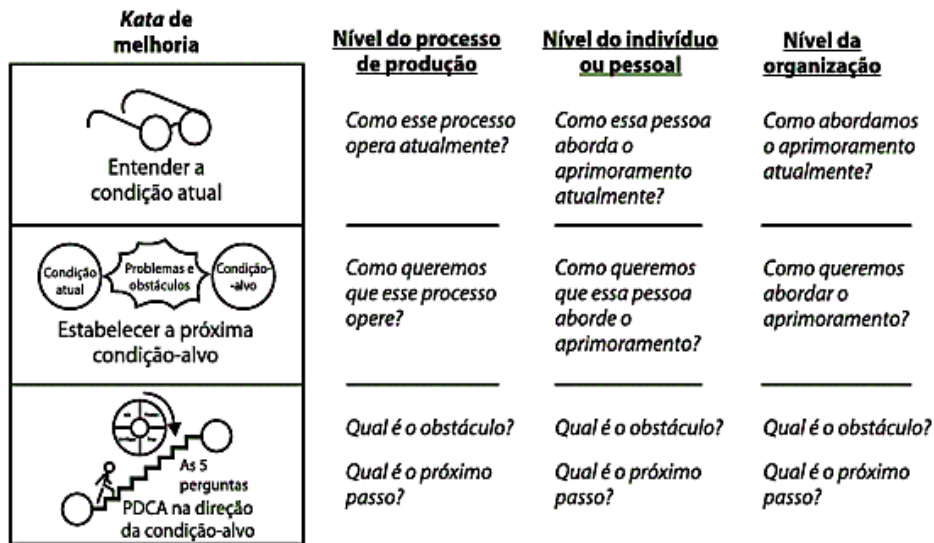 Kata de
melhoria
Nível do processo
de produção
Nível do indivíduo
ou pessoal
Nível da
organização
Entender a
condição atual
Como esse processo
opera atualmente?
Como essa pessoa
aborda o
aprimoramento
atualmente?
Como abordamos
o aprimoramento
atualmente?
Condição
atual
Problemas e
obstáculos
Condição-
-alvo
Estabelecer a próxima
condição-alvo
Como queremos
que esse processo
opere?
Como queremos
que essa pessoa
aborde o
aprimoramento?
Como queremos
abordar o
aprimoramento?
As 5
perguntas
PDCA na direção
da condição-alvo
Qual é o obstáculo?
Qual é o próximo
passo?
Qual é o obstáculo?
Qual é o próximo
passo?
Qual é o obstáculo?
Qual é o próximo
passo?